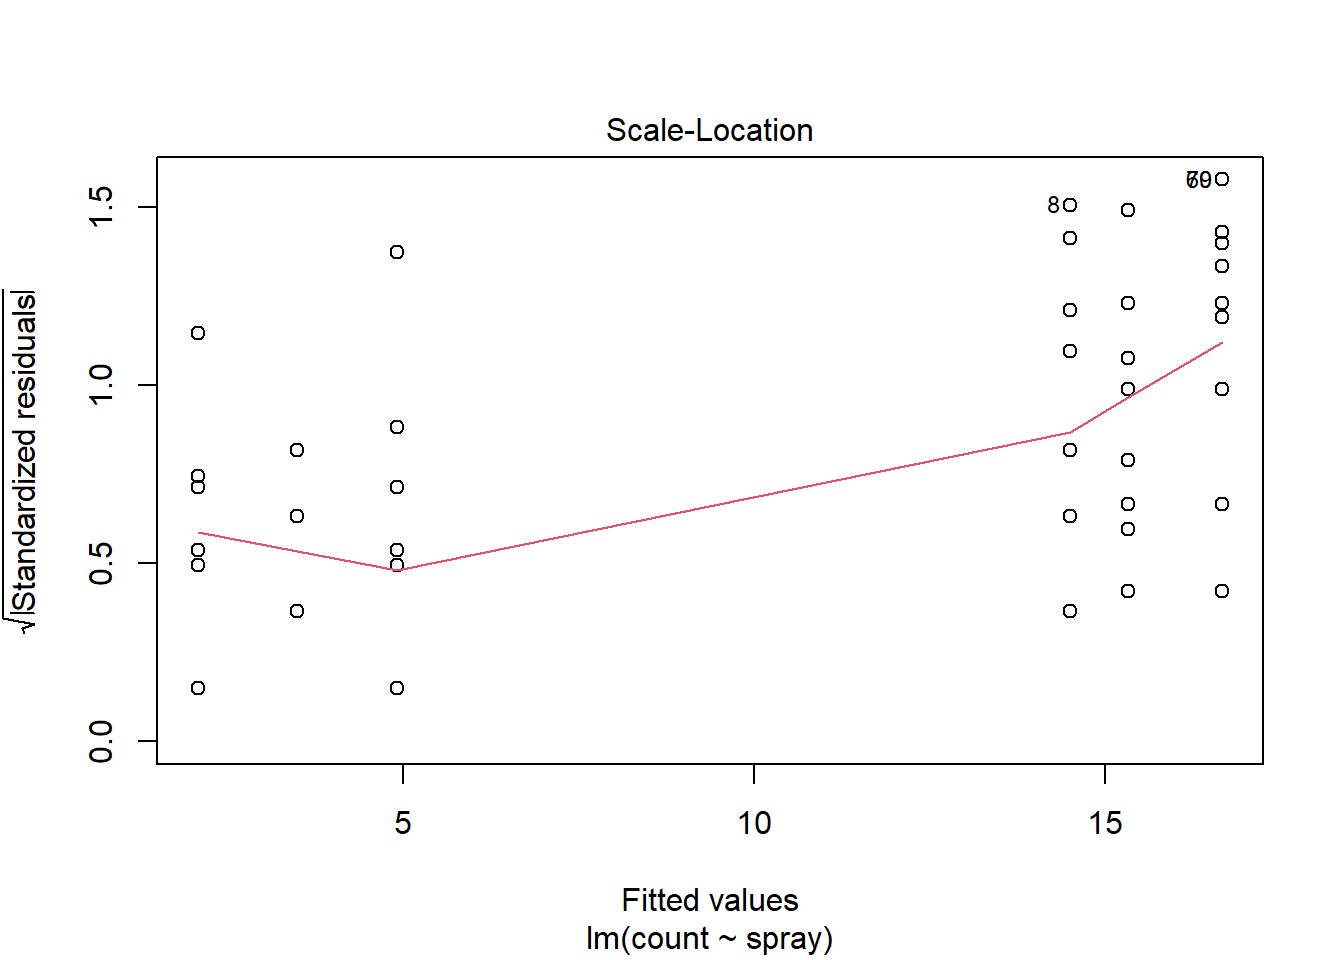 Scale-Location
√|Standardized residuals|
1.5
1.0
0.5
0.0
8
5
10
15
Fitted values
lm(count ~ spray)